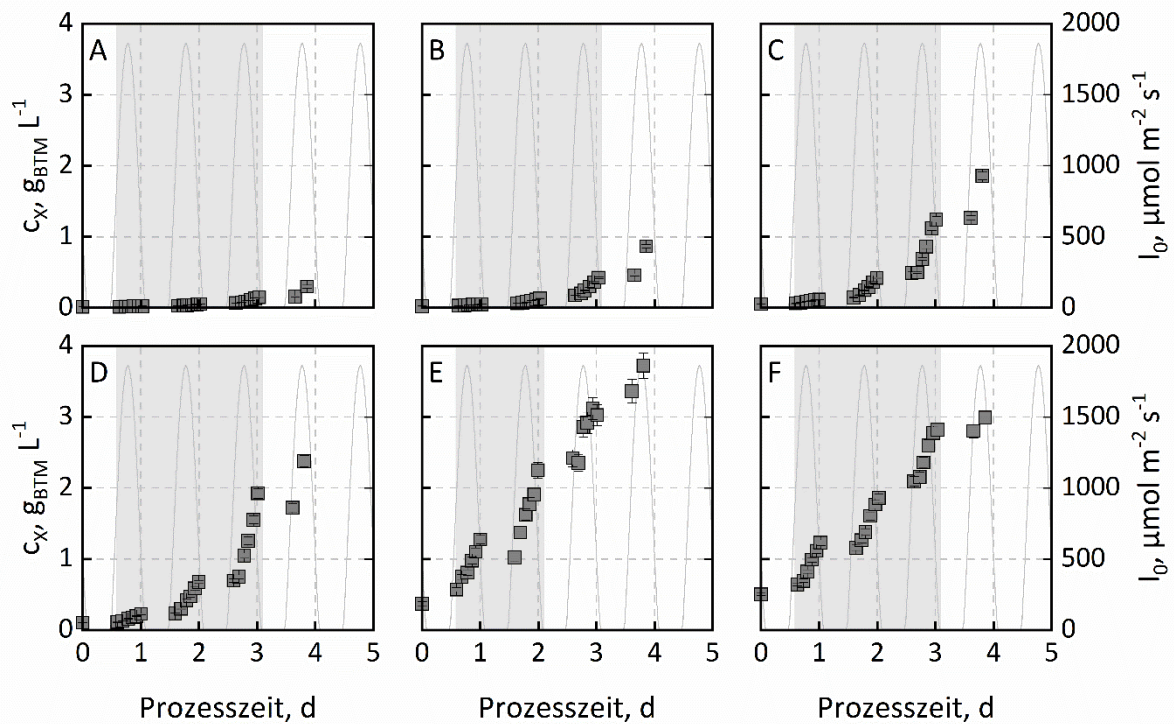 A
B
C
4
3
2
1
0
c_X, g_BTM L^-1
2000
1500
1000
500
0
I_0, µmol m^-2 s^-1
D
E
F
4
3
2
1
0
c_X, g_BTM L^-1
2000
1500
1000
500
0
I_0, µmol m^-2 s^-1
0 1 2 3 4 5
0 1 2 3 4 5
0 1 2 3 4 5
Prozesszeit, d
Prozesszeit, d
Prozesszeit, d